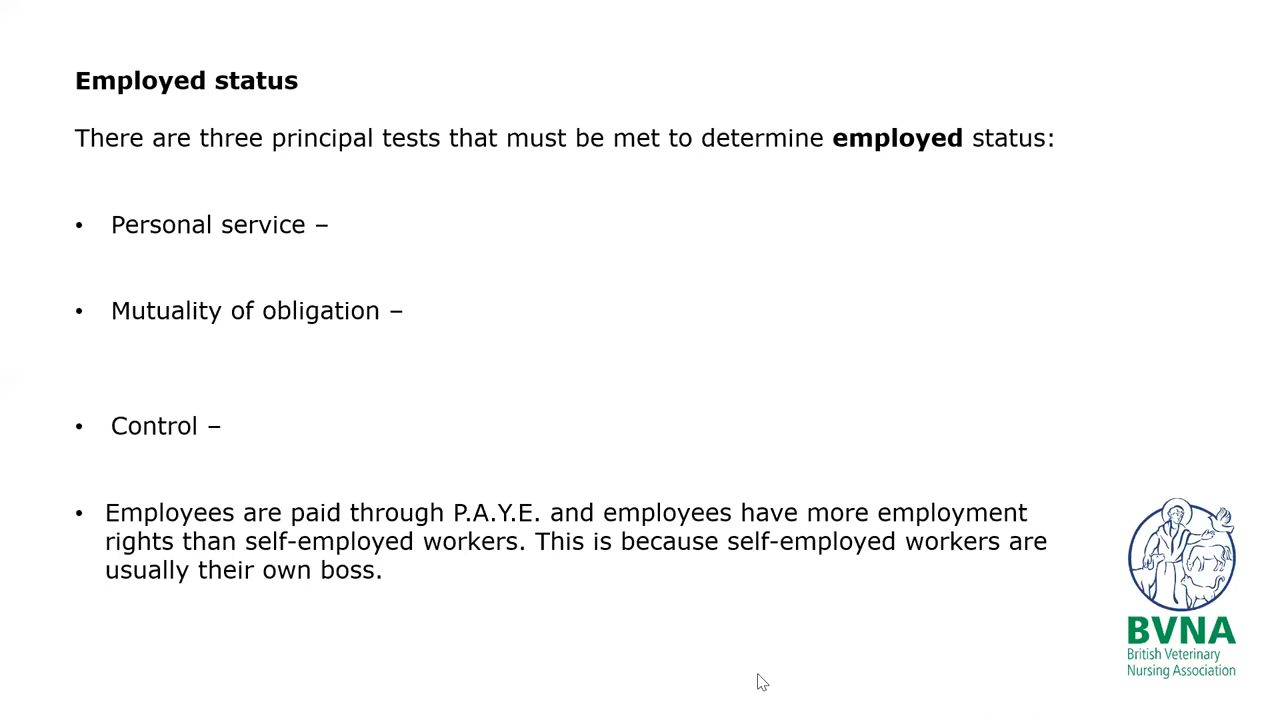 Employed status
There are three principal tests that must be met to determine employed status:
• Personal service –
• Mutuality of obligation –
• Control –
• Employees are paid through P.A.Y.E. and employees have more employment
rights than self-employed workers. This is because self-employed workers are
usually their own boss.
BVNA
British Veterinary
Nursing Association